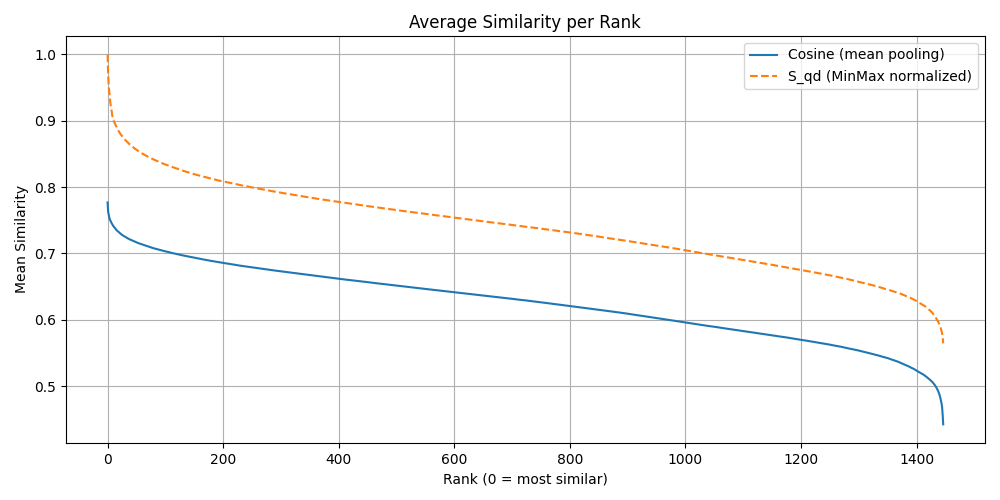 Average Similarity per Rank
Cosine (mean pooling)
S_qd (MinMax normalized)
Mean Similarity
1.0
0.9
0.8
0.7
0.6
0.5
0 200 400 600 800 1000 1200 1400
Rank (0 = most similar)